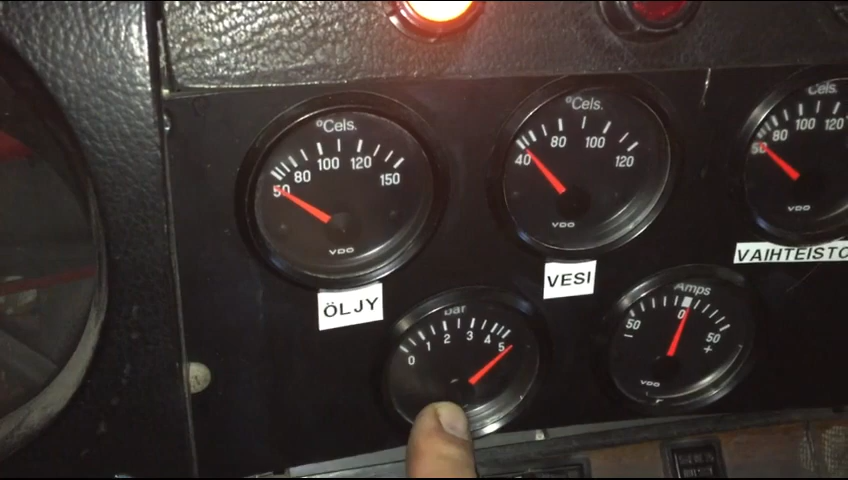 °Cels.
50 80 100 120 150
VDO
ÖLJY
°Cels.
40 80 100 120
VDO
VESI
Cels.
50 80 100 120
VDO
VAIHTEISTO
Bar
0 1 2 3 4 5
Amps
50 0 50
- +
VDO